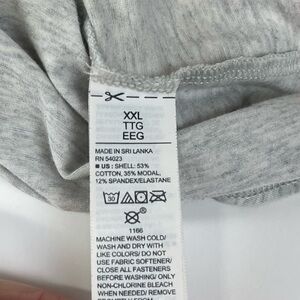 XXL
TTG
EEG
MADE IN SRI LANKA
RN 54023
■ US : SHELL: 53%
COTTON, 35% MODAL,
12% SPANDEX/ELASTANE
30
1166
MACHINE WASH COLD/
WASH AND DRY WITH
LIKE COLORS/ DO NOT
USE FABRIC SOFTENER/
CLOSE ALL FASTENERS
BEFORE WASHING/ ONLY
NON-CHLORINE BLEACH
WHEN NEEDED/ REMOVE